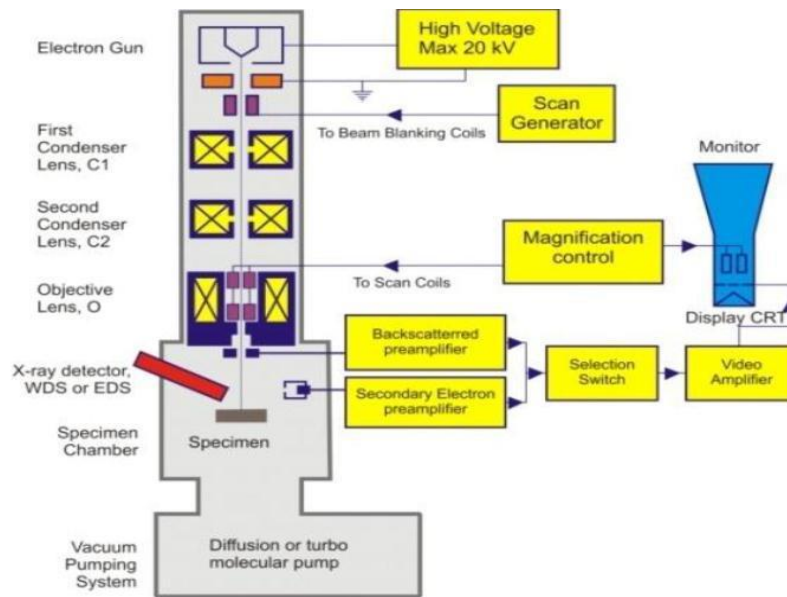 Electron Gun
High Voltage
Max 20 kV
Scan
Generator
To Beam Blanking Coils
First
Condenser
Lens, C1
Monitor
Second
Condenser
Lens, C2
Magnification
control
To Scan Coils
Objective
Lens, O
Display CRT
Backscatterred
preamplifier
Selection
Switch
Video
Amplifier
X-ray detector,
WDS or EDS
Secondary Electron
preamplifier
Specimen
Chamber
Specimen
Vacuum
Pumping
System
Diffusion or turbo
molecular pump